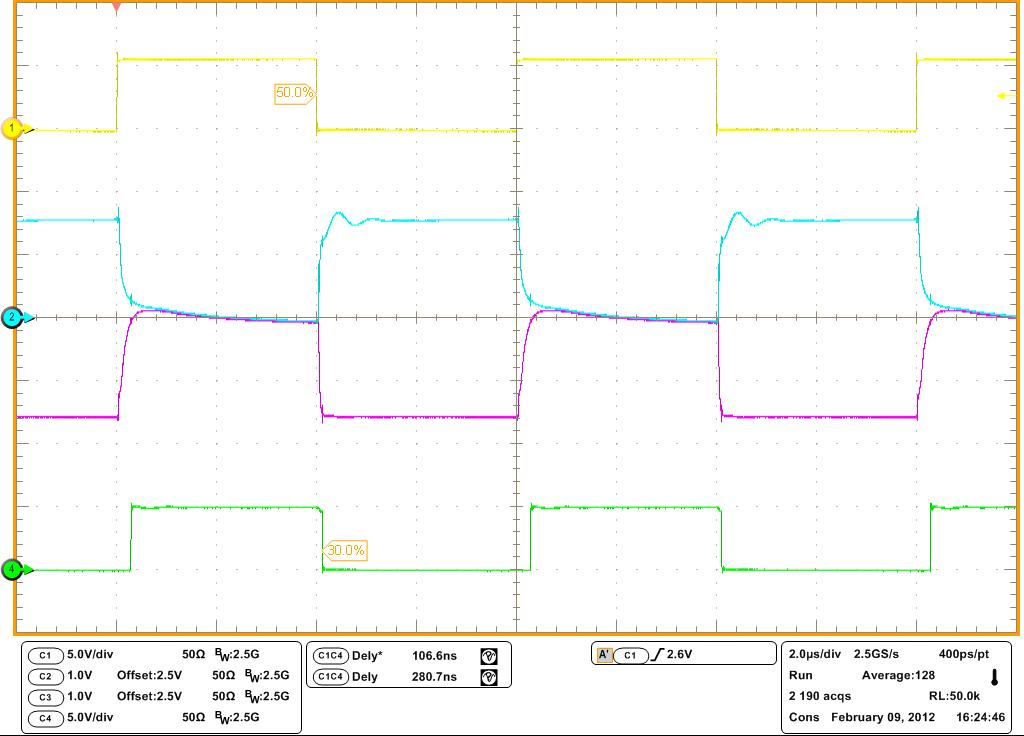 50.0%
1
2
30.0%
4
C1 5.0V/div 50Ω BW:2.5G
C2 1.0V Offset:2.5V 50Ω BW:2.5G
C3 1.0V Offset:2.5V 50Ω BW:2.5G
C4 5.0V/div 50Ω BW:2.5G
C1C4 Dely* 106.6ns
C1C4 Dely 280.7ns
A' C1 2.6V
2.0µs/div 2.5GS/s 400ps/pt
Run Average:128
2 190 acqs RL:50.0k
Cons February 09, 2012 16:24:46